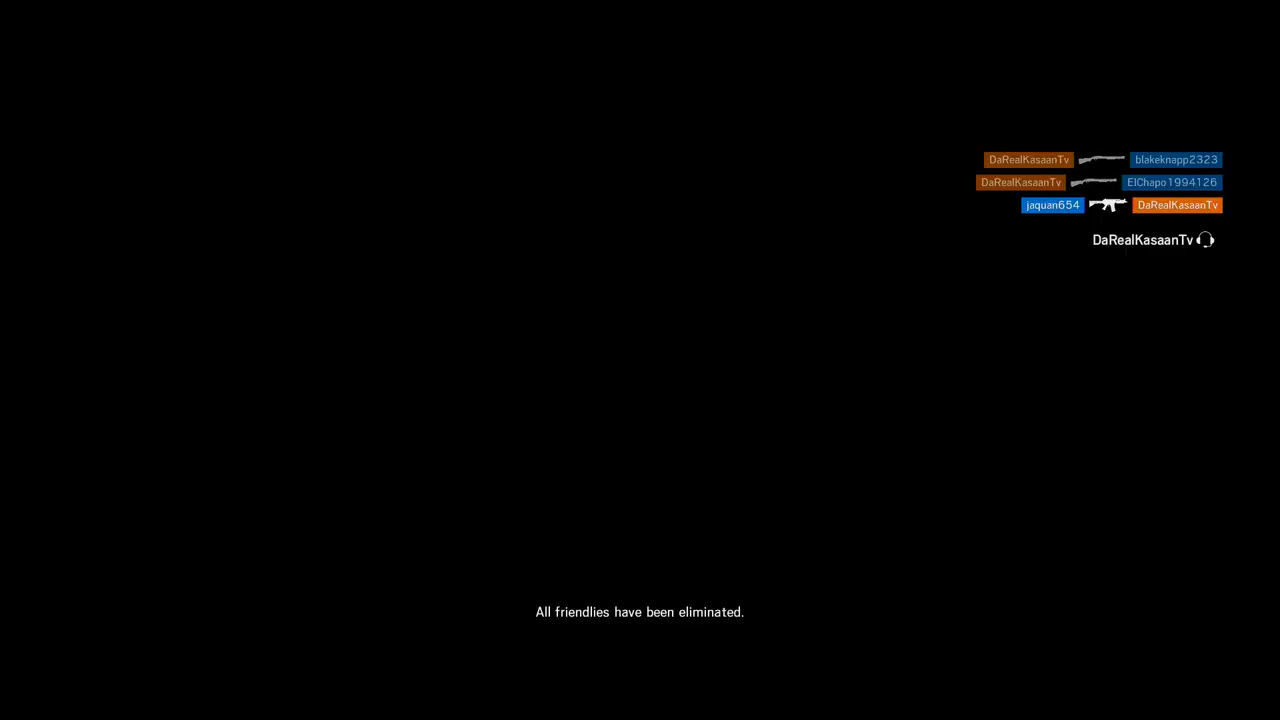 DaRealKasaanTv blakeknapp2323
DaRealKasaanTv ElChapo1994126
jaquan654 DaRealKasaanTv
DaRealKasaanTv
All friendlies have been eliminated.